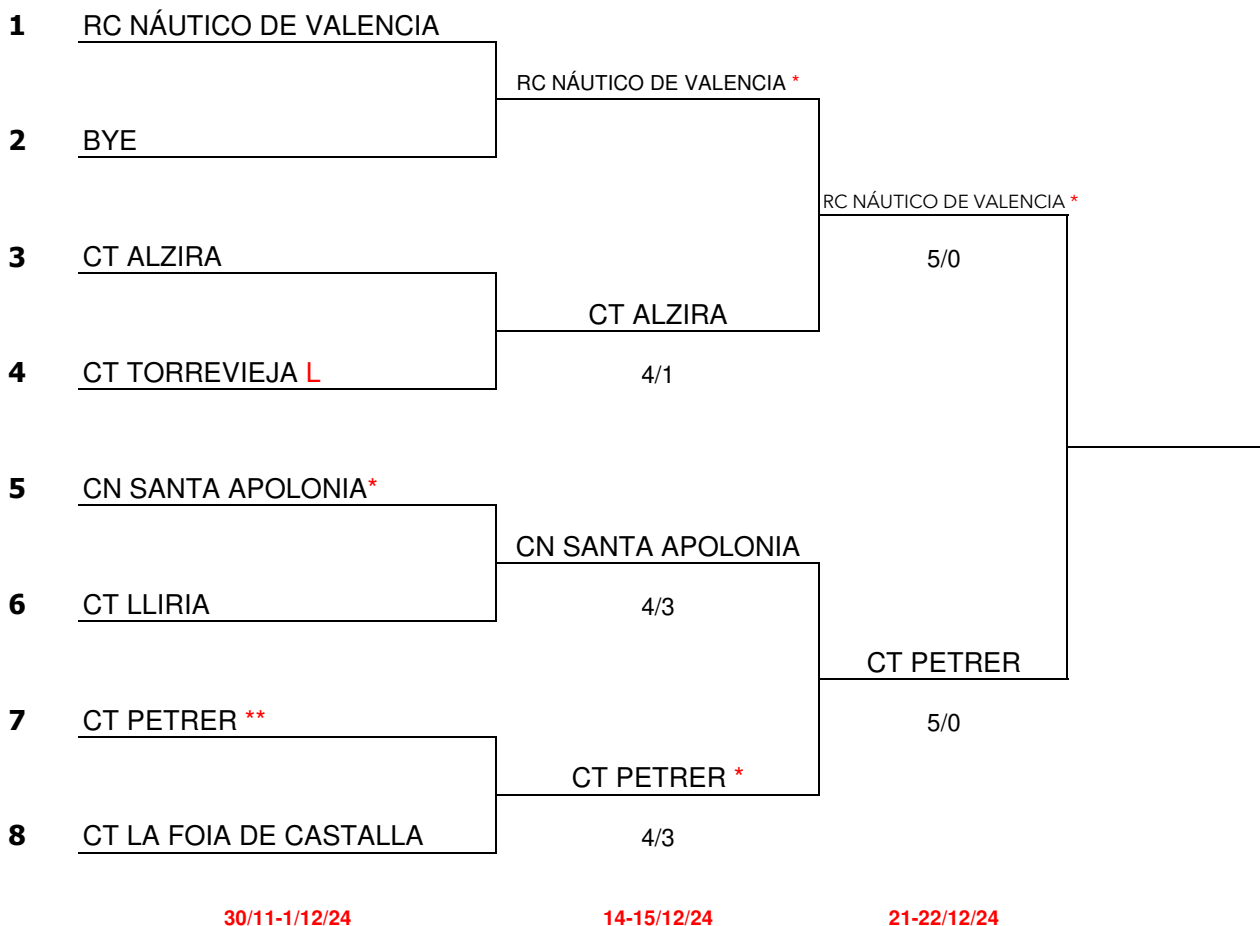 1 RC NÁUTICO DE VALENCIA
RC NÁUTICO DE VALENCIA *
2 BYE
RC NÁUTICO DE VALENCIA *
3 CT ALZIRA 5/0
CT ALZIRA
4 CT TORREVIEJA L 4/1
5 CN SANTA APOLONIA*
CN SANTA APOLONIA
6 CT LLIRIA 4/3
CT PETRER
7 CT PETRER ** 5/0
CT PETRER *
8 CT LA FOIA DE CASTALLA 4/3
30/11-1/12/24 14-15/12/24 21-22/12/24